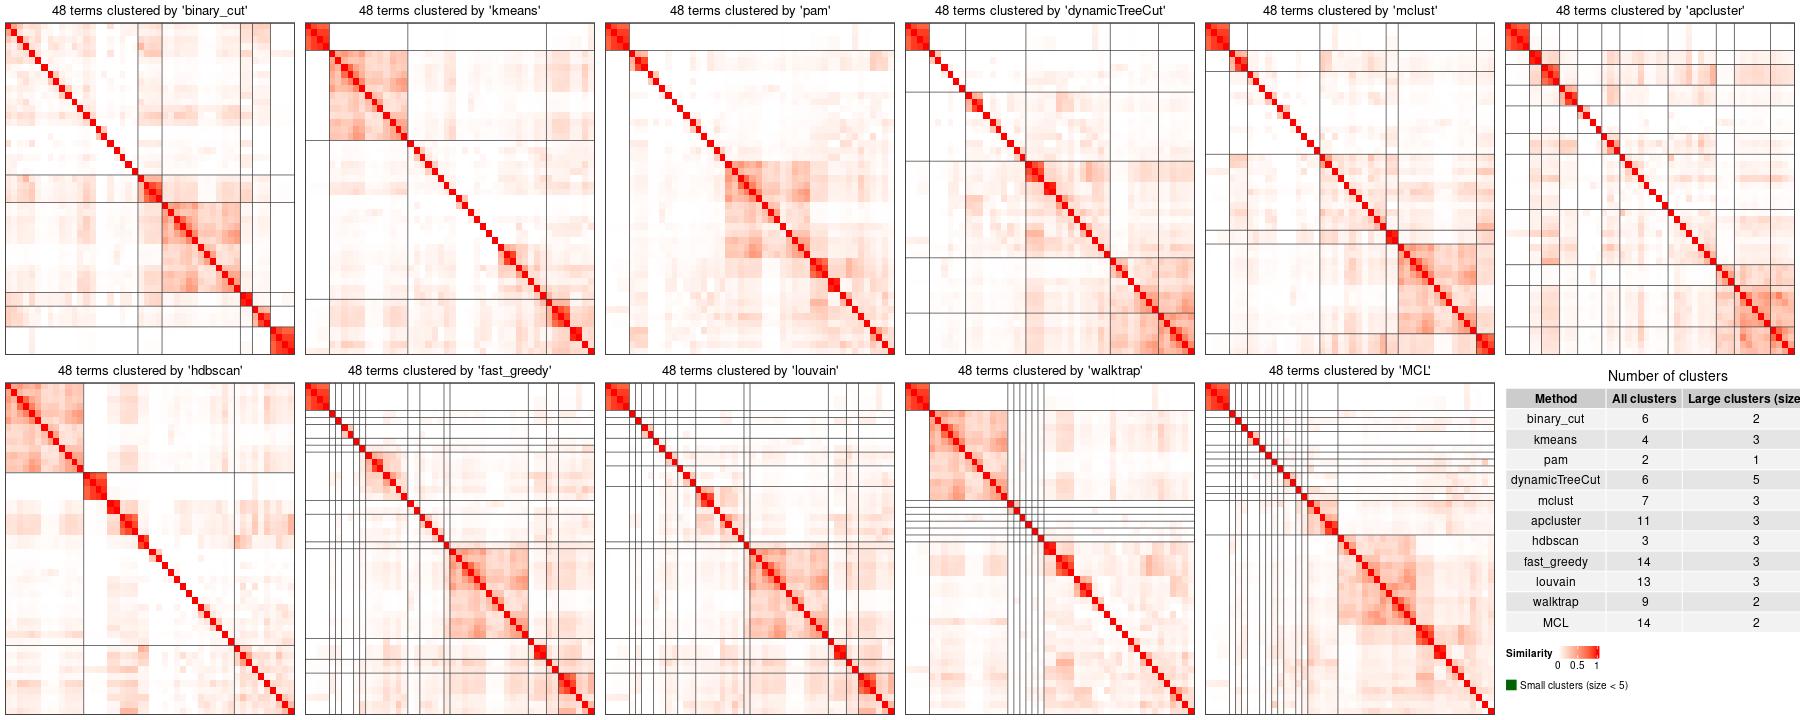 48 terms clustered by 'binary_cut'
48 terms clustered by 'kmeans'
48 terms clustered by 'pam'
48 terms clustered by 'dynamicTreeCut'
48 terms clustered by 'mclust'
48 terms clustered by 'apcluster'
48 terms clustered by 'hdbscan'
48 terms clustered by 'fast_greedy'
48 terms clustered by 'louvain'
48 terms clustered by 'walktrap'
48 terms clustered by 'MCL'
Number of clusters
Method All clusters Large clusters (size
binary_cut 6 2
kmeans 4 3
pam 2 1
dynamicTreeCut 6 5
mclust 7 3
apcluster 11 3
hdbscan 3 3
fast_greedy 14 3
louvain 13 3
walktrap 9 2
MCL 14 2
Similarity
0 0.5 1
Small clusters (size < 5)